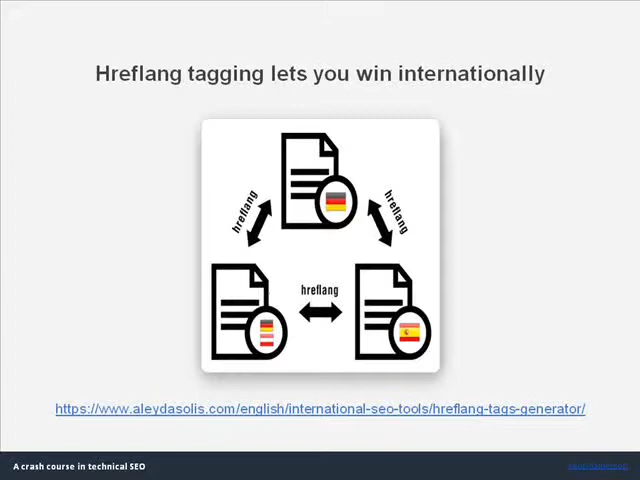 Hreflang tagging lets you win internationally
hreflang
hreflang
hreflang
https://www.aleydasolis.com/english/international-seo-tools/hreflang-tags-generator/
A crash course in technical SEO